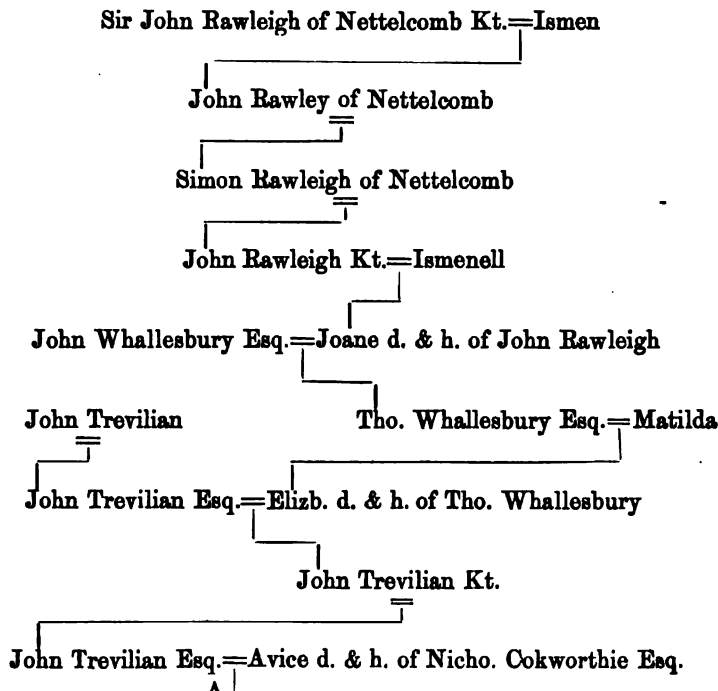 Sir John Rawleigh of Nettelcomb Kt.=Ismen
John Rawley of Nettelcomb
=
Simon Rawleigh of Nettelcomb
=
John Rawleigh Kt.=Ismenell
John Whallesbury Esq.=Joane d. & h. of John Rawleigh
John Trevilian
=
Tho. Whallesbury Esq.=Matilda
John Trevilian Esq.=Elizb. d. & h. of Tho. Whallesbury
John Trevilian Kt.
=
John Trevilian Esq.=Avice d. & h. of Nicho. Cokworthie Esq.
A